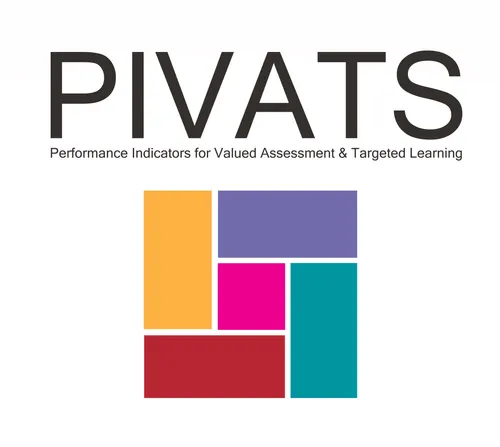 PIVATS
Performance Indicators for Valued Assessment & Targeted Learning